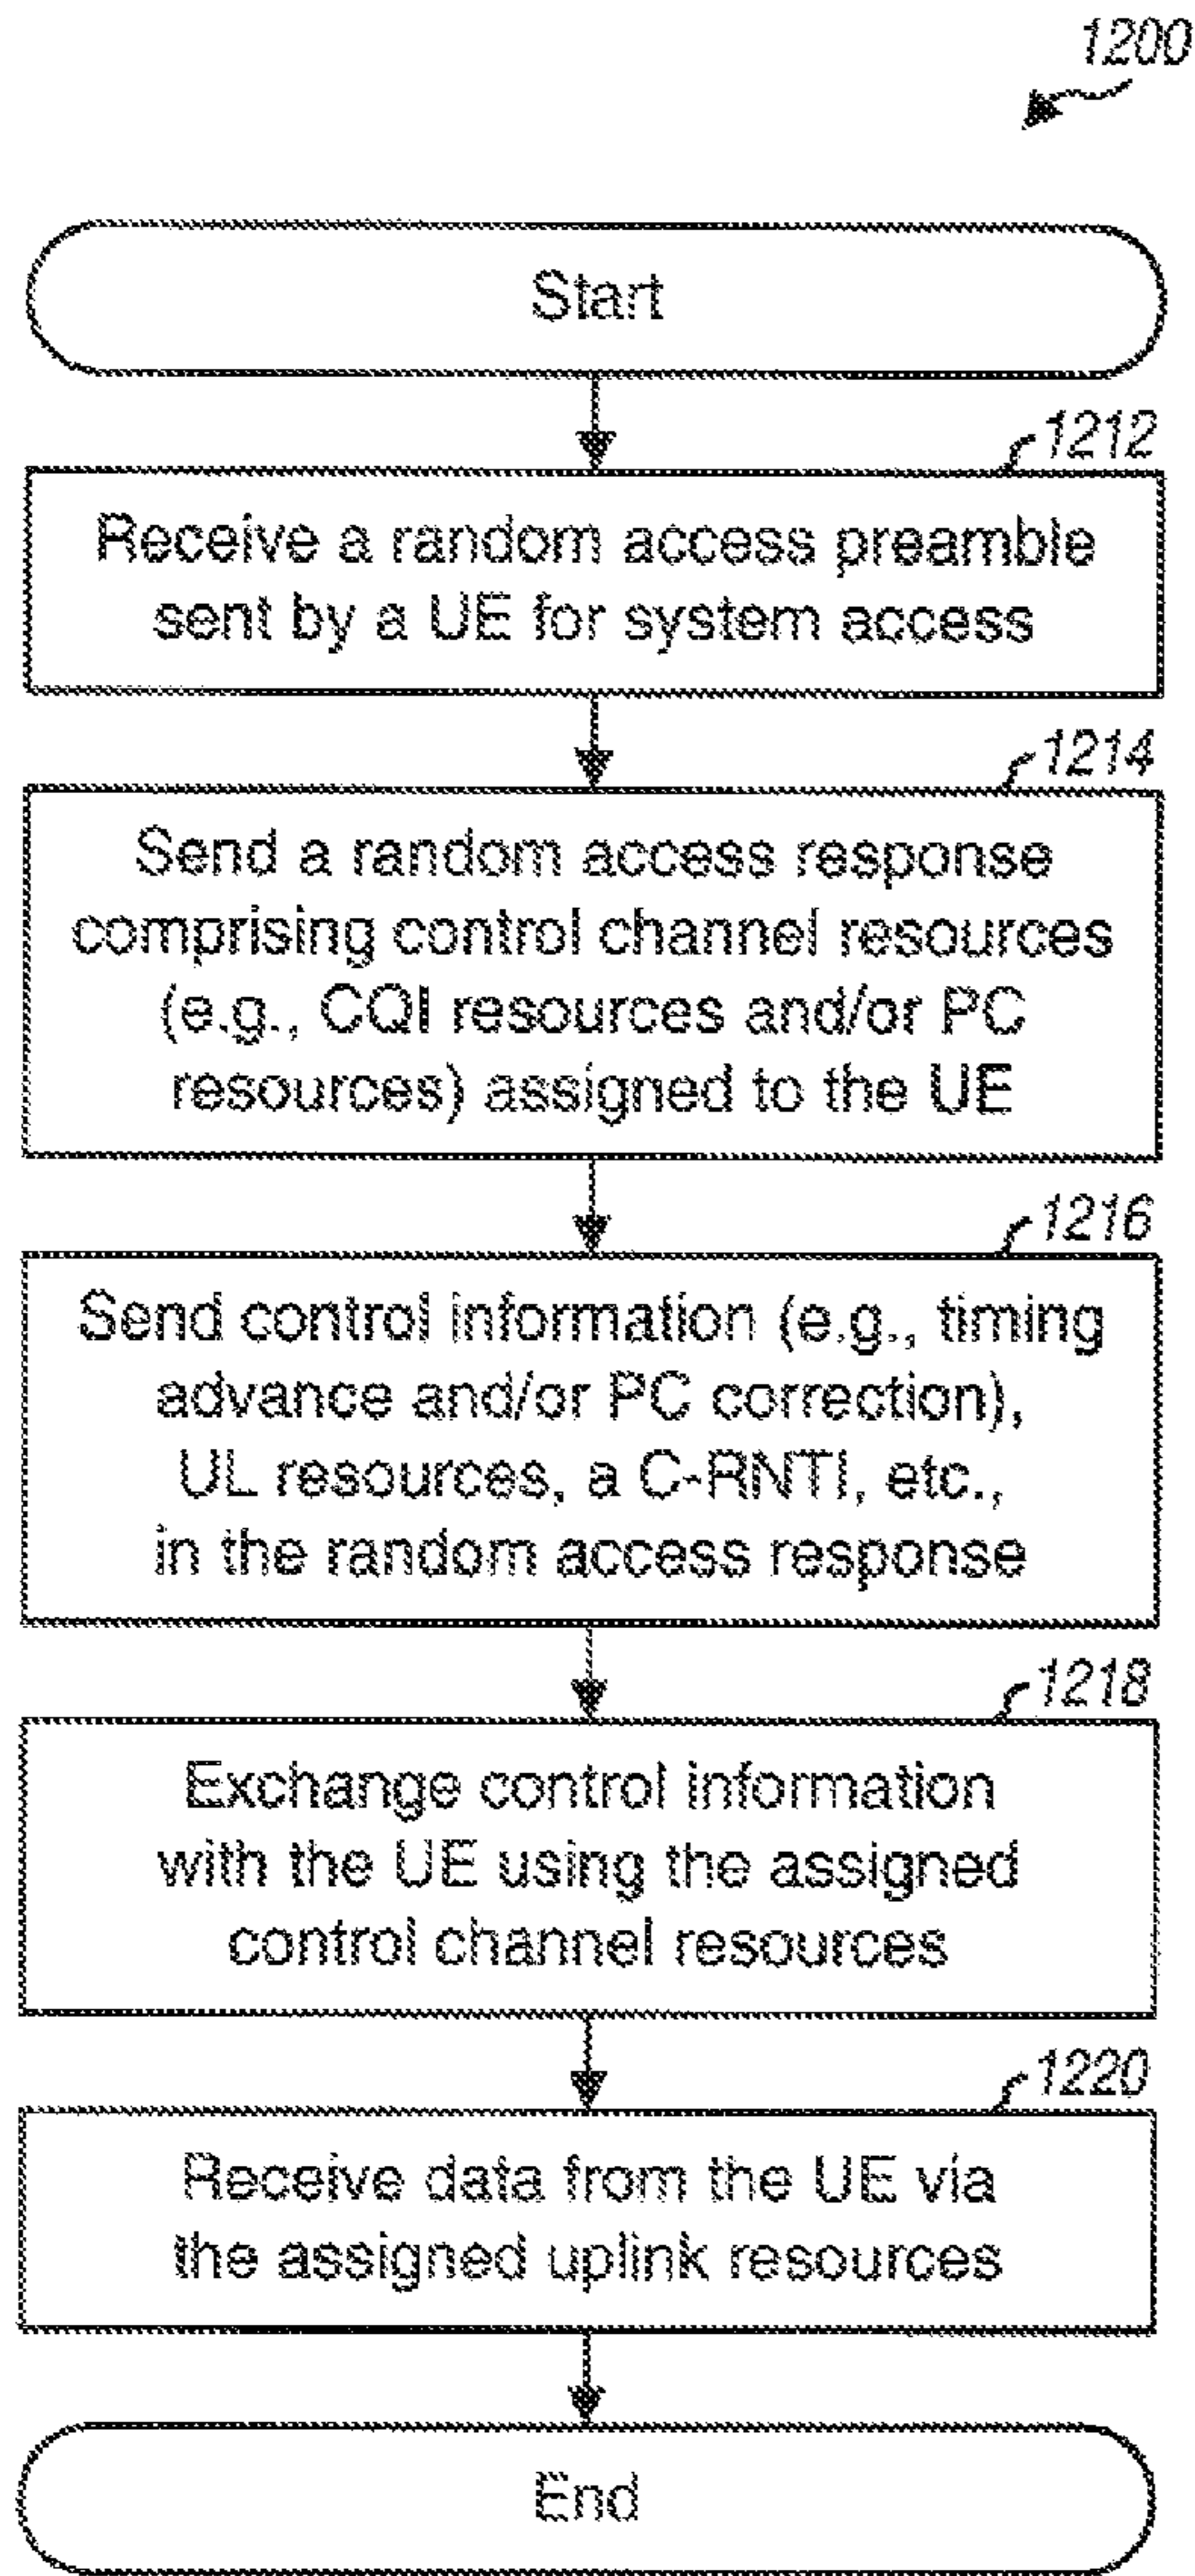 1200
Start
1212
Receive a random access preamble
sent by a UE for system access
1214
Send a random access response
comprising control channel resources
(e.g., CQI resources and/or PC
resources) assigned to the UE
1216
Send control information (e.g., timing
advance and/or PC correction),
UL resources, a C-RNTI, etc.,
in the random access response
1218
Exchange control information
with the UE using the assigned
control channel resources
1220
Receive data from the UE via
the assigned uplink resources
End